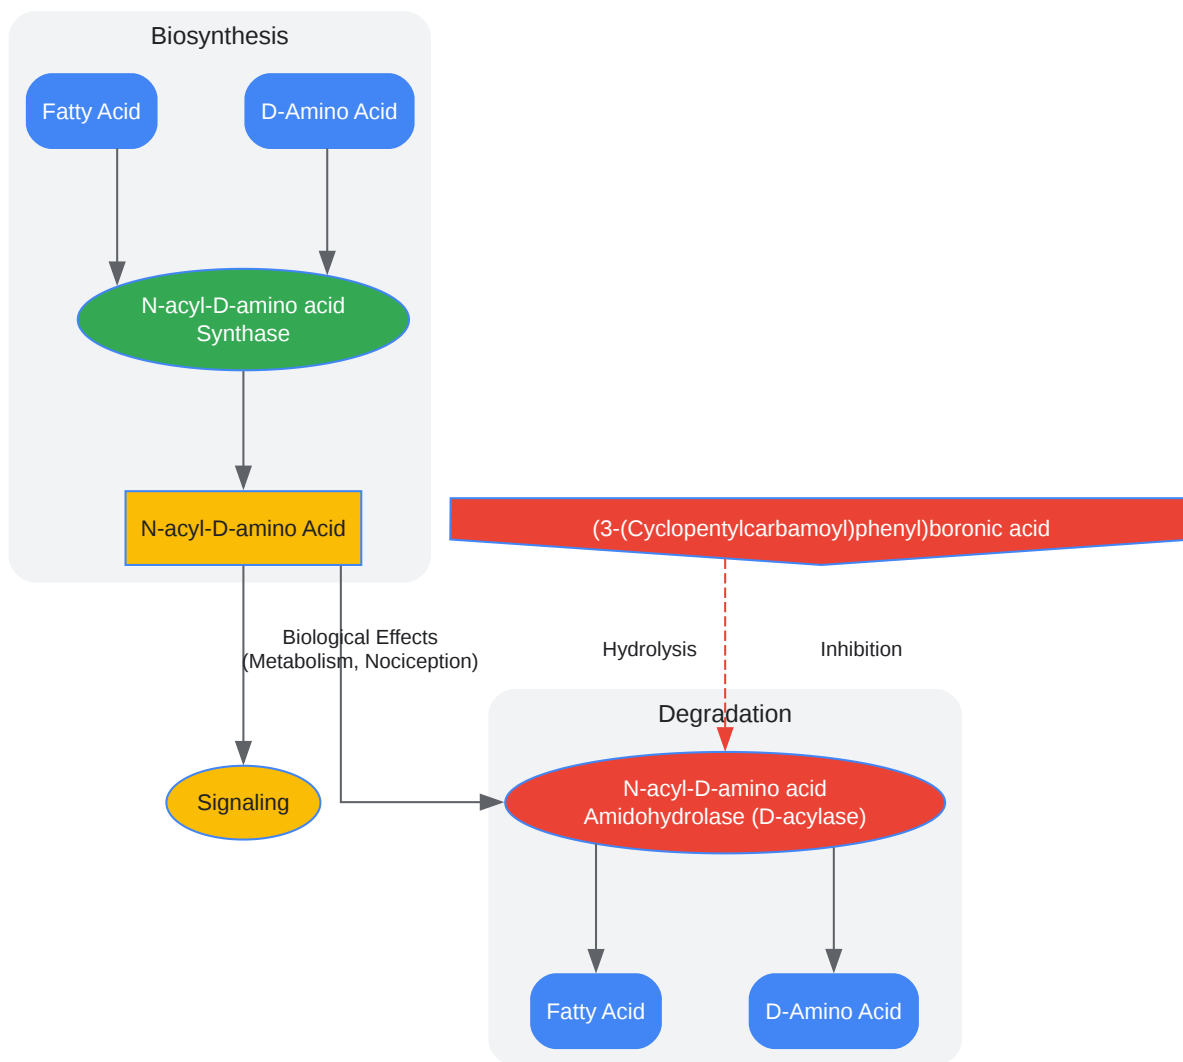 Biosynthesis
Fatty Acid
D-Amino Acid
N-acyl-D-amino acid
Synthase
N-acyl-D-amino Acid
(3-(Cyclopentylcarbamoyl)phenyl)boronic acid
Biological Effects
(Metabolism, Nociception)
Hydrolysis
Inhibition
Degradation
Signaling
N-acyl-D-amino acid
Amidohydrolase (D-acylase)
Fatty Acid
D-Amino Acid